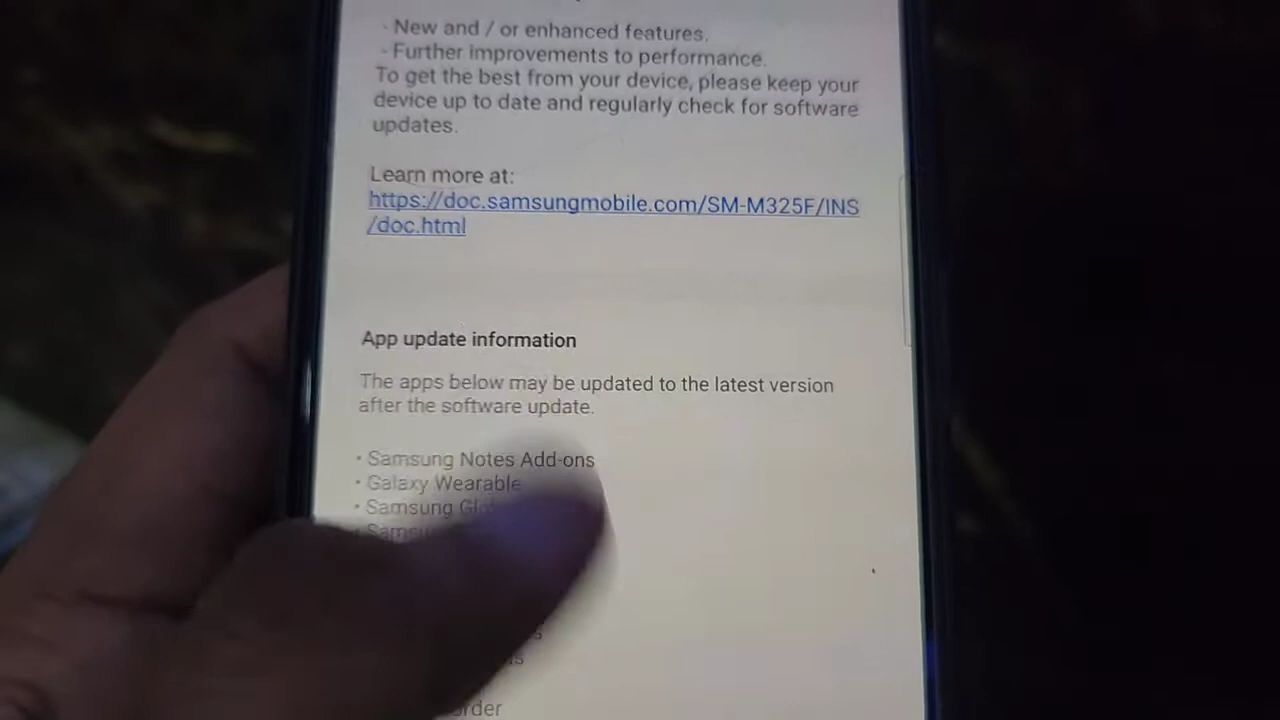 - New and / or enhanced features.
- Further improvements to performance.
To get the best from your device, please keep your
device up to date and regularly check for software
updates.
Learn more at:
https://doc.samsungmobile.com/SM-M325F/INS
/doc.html
App update information
The apps below may be updated to the latest version
after the software update.
• Samsung Notes Add-ons
• Galaxy Wearable
• Samsung